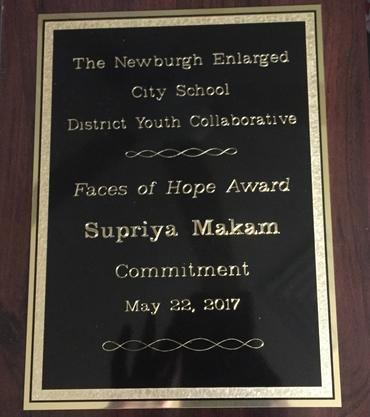 The Newburgh Enlarged
City School
District Youth Collaborative
Faces of Hope Award
Supriya Makam
Commitment
May 22, 2017